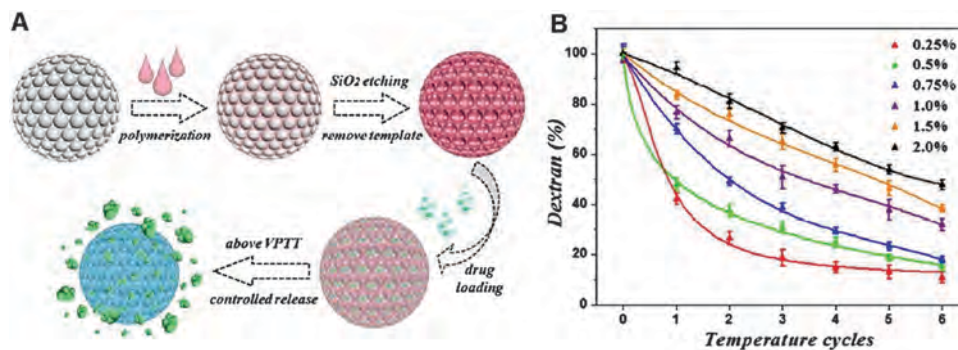 A
polymerization
SiO2 etching
remove template
drug
loading
above VPTT
controlled release
B
Dextran (%)
100
80
60
40
20
0
0 1 2 3 4 5 6
Temperature cycles
0.25%
0.5%
0.75%
1.0%
1.5%
2.0%